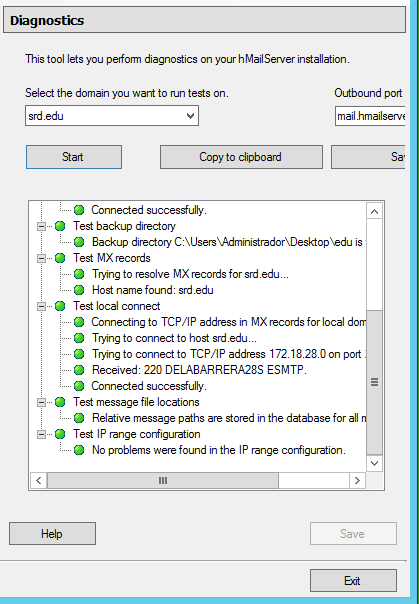 Diagnostics
This tool lets you perform diagnostics on your hMailServer installation.
Select the domain you want to run tests on.
Outbound port
srd.edu
mail.hmailserve
Start
Copy to clipboard
Connected successfully.
Test backup directory
Backup directory C:\Users\Administrador\Desktop\edu is
Test MX records
Trying to resolve MX records for srd.edu...
Host name found: srd.edu
Test local connect
Connecting to TCP/IP address in MX records for local dom
Trying to connect to host srd.edu...
Trying to connect to TCP/IP address 172.18.28.0 on port
Received: 220 DELABARRERA28S ESMTP.
Connected successfully.
Test message file locations
Relative message paths are stored in the database for all
Test IP range configuration
No problems were found in the IP range configuration.
Help
Save
Exit